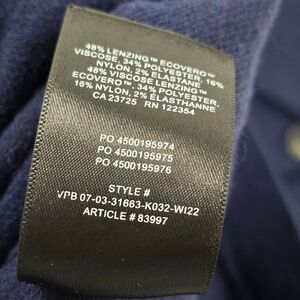 48% LENZING™ ECOVERO™
VISCOSE, 34% POLYESTER, 16%
NYLON, 2% ELASTANE
48% VISCOSE LENZING™
ECOVERO™, 34% POLYESTER,
16% NYLON, 2% ÉLASTHANNE
CA 23725 RN 122354
PO 4500195974
PO 4500195975
PO 4500195976
STYLE #
VPB 07-03-31663-K032-WI22
ARTICLE # 83997